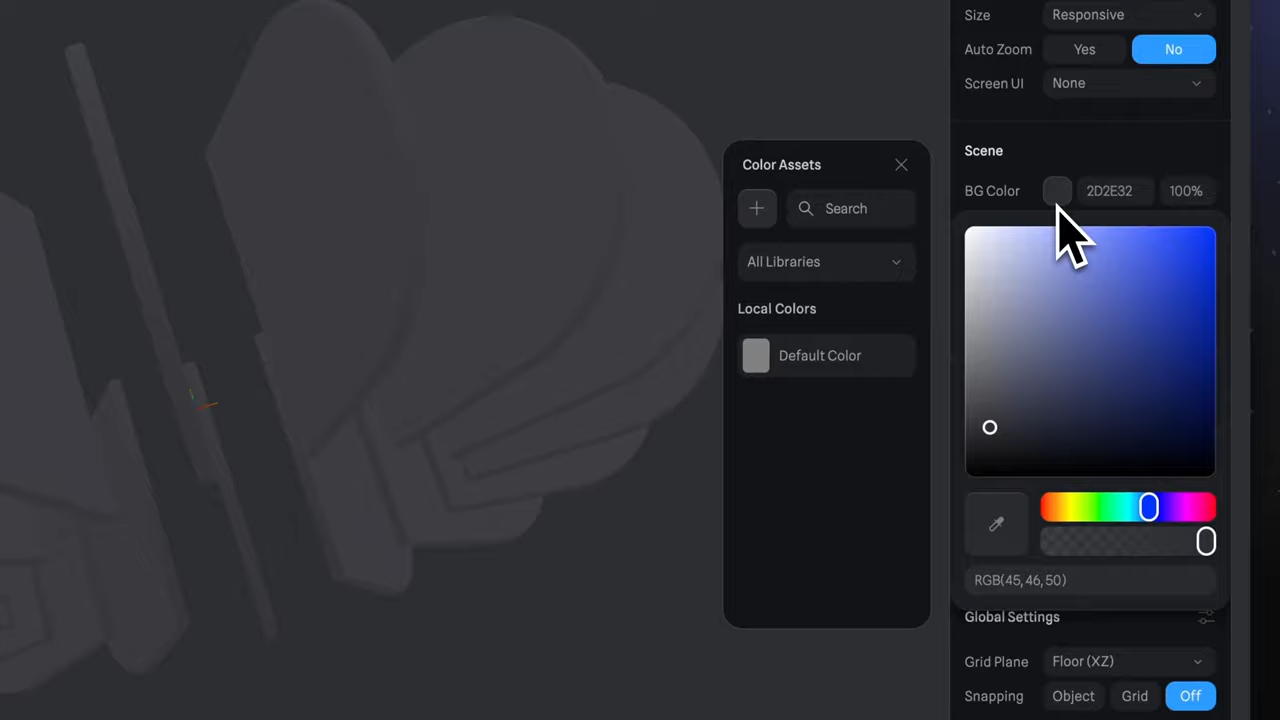 Size Responsive
Auto Zoom Yes No
Screen UI None
Scene
BG Color 2D2E32 100%
Color Assets
Search
All Libraries
Local Colors
Default Color
RGB(45, 46, 50)
Global Settings
Grid Plane Floor (XZ)
Snapping Object Grid Off